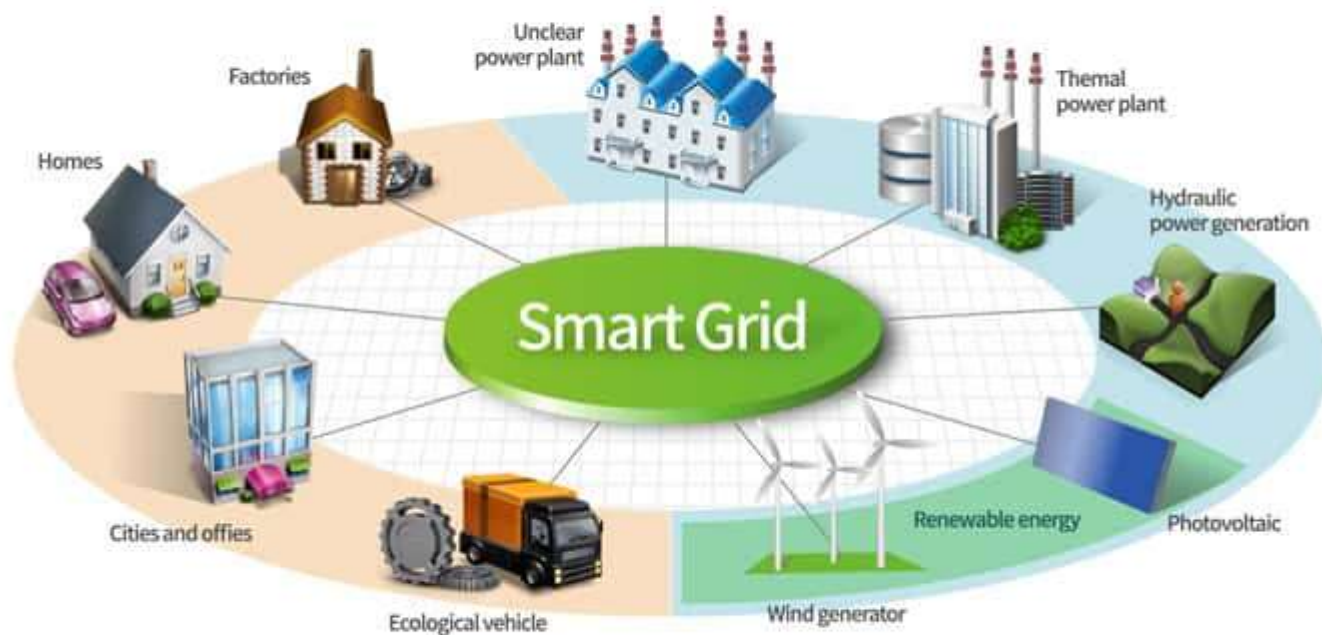 Unclear
power plant
Factories
Themal
power plant
Homes
Hydraulic
power generation
Smart Grid
Renewable energy
Photovoltaic
Cities and offies
Wind generator
Ecological vehicle